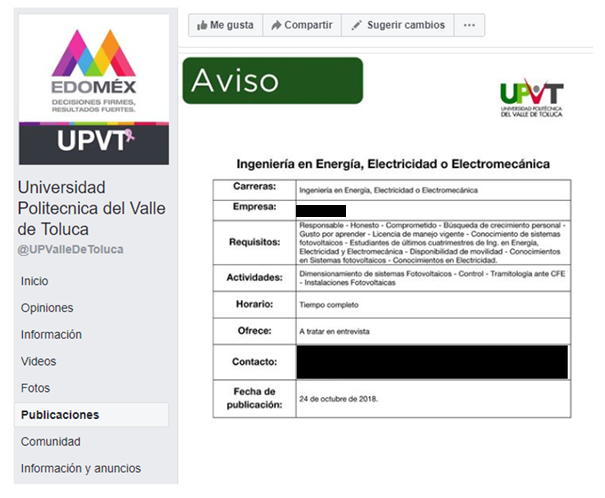 EDOMÉX
DECISIONES FIRMES,
RESULTADOS FUERTES.
UPVT
Universidad
Politecnica del Valle
de Toluca
@UPValleDeToluca
Inicio
Opiniones
Información
Videos
Fotos
Publicaciones
Comunidad
Información y anuncios
Me gusta
Compartir
Sugerir cambios
Aviso
UPVT
UNIVERSIDAD POLITÉCNICA
DEL VALLE DE TOLUCA
Ingeniería en Energía, Electricidad o Electromecánica
Carreras: Ingeniería en Energía, Electricidad o Electromecánica
Empresa:
Requisitos:
Responsable - Honesto - Comprometido - Búsqueda de crecimiento personal -
Gusto por aprender - Licencia de manejo vigente - Conocimiento de sistemas
fotovoltaicos - Estudiantes de últimos cuatrimestres de Ing. en Energía,
Electricidad y Electromecánica - Disponibilidad de movilidad - Conocimientos
en Sistemas fotovoltaicos - Conocimientos en Electricidad.
Actividades:
Dimensionamiento de sistemas Fotovoltaicos - Control - Tramitología ante CFE
- Instalaciones Fotovoltaicas
Horario: Tiempo completo
Ofrece: A tratar en entrevista
Contacto:
Fecha de
publicación:
24 de octubre de 2018.